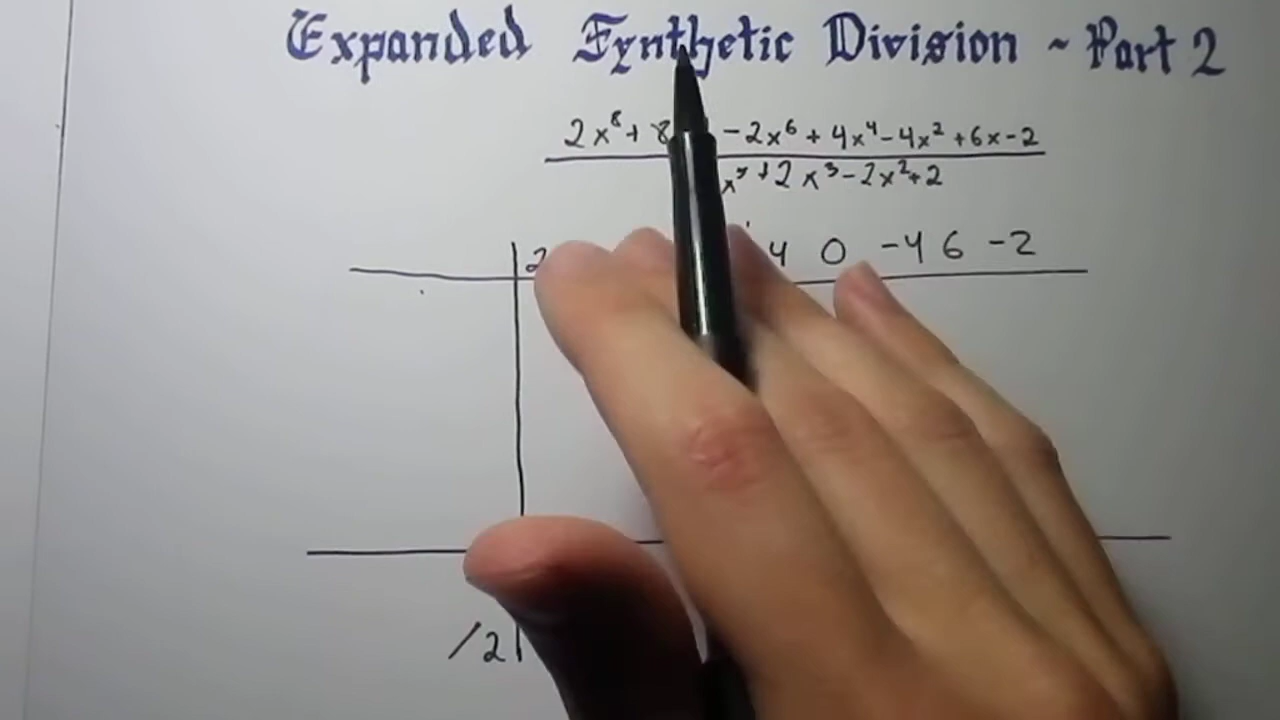 Expanded Synthetic Division ~ Part 2
2x⁸ + 8 - 2x⁶ + 4x⁴ - 4x² + 6x - 2
+ 2x³ - 2x² + 2
2 4 0 -4 6 -2
/2